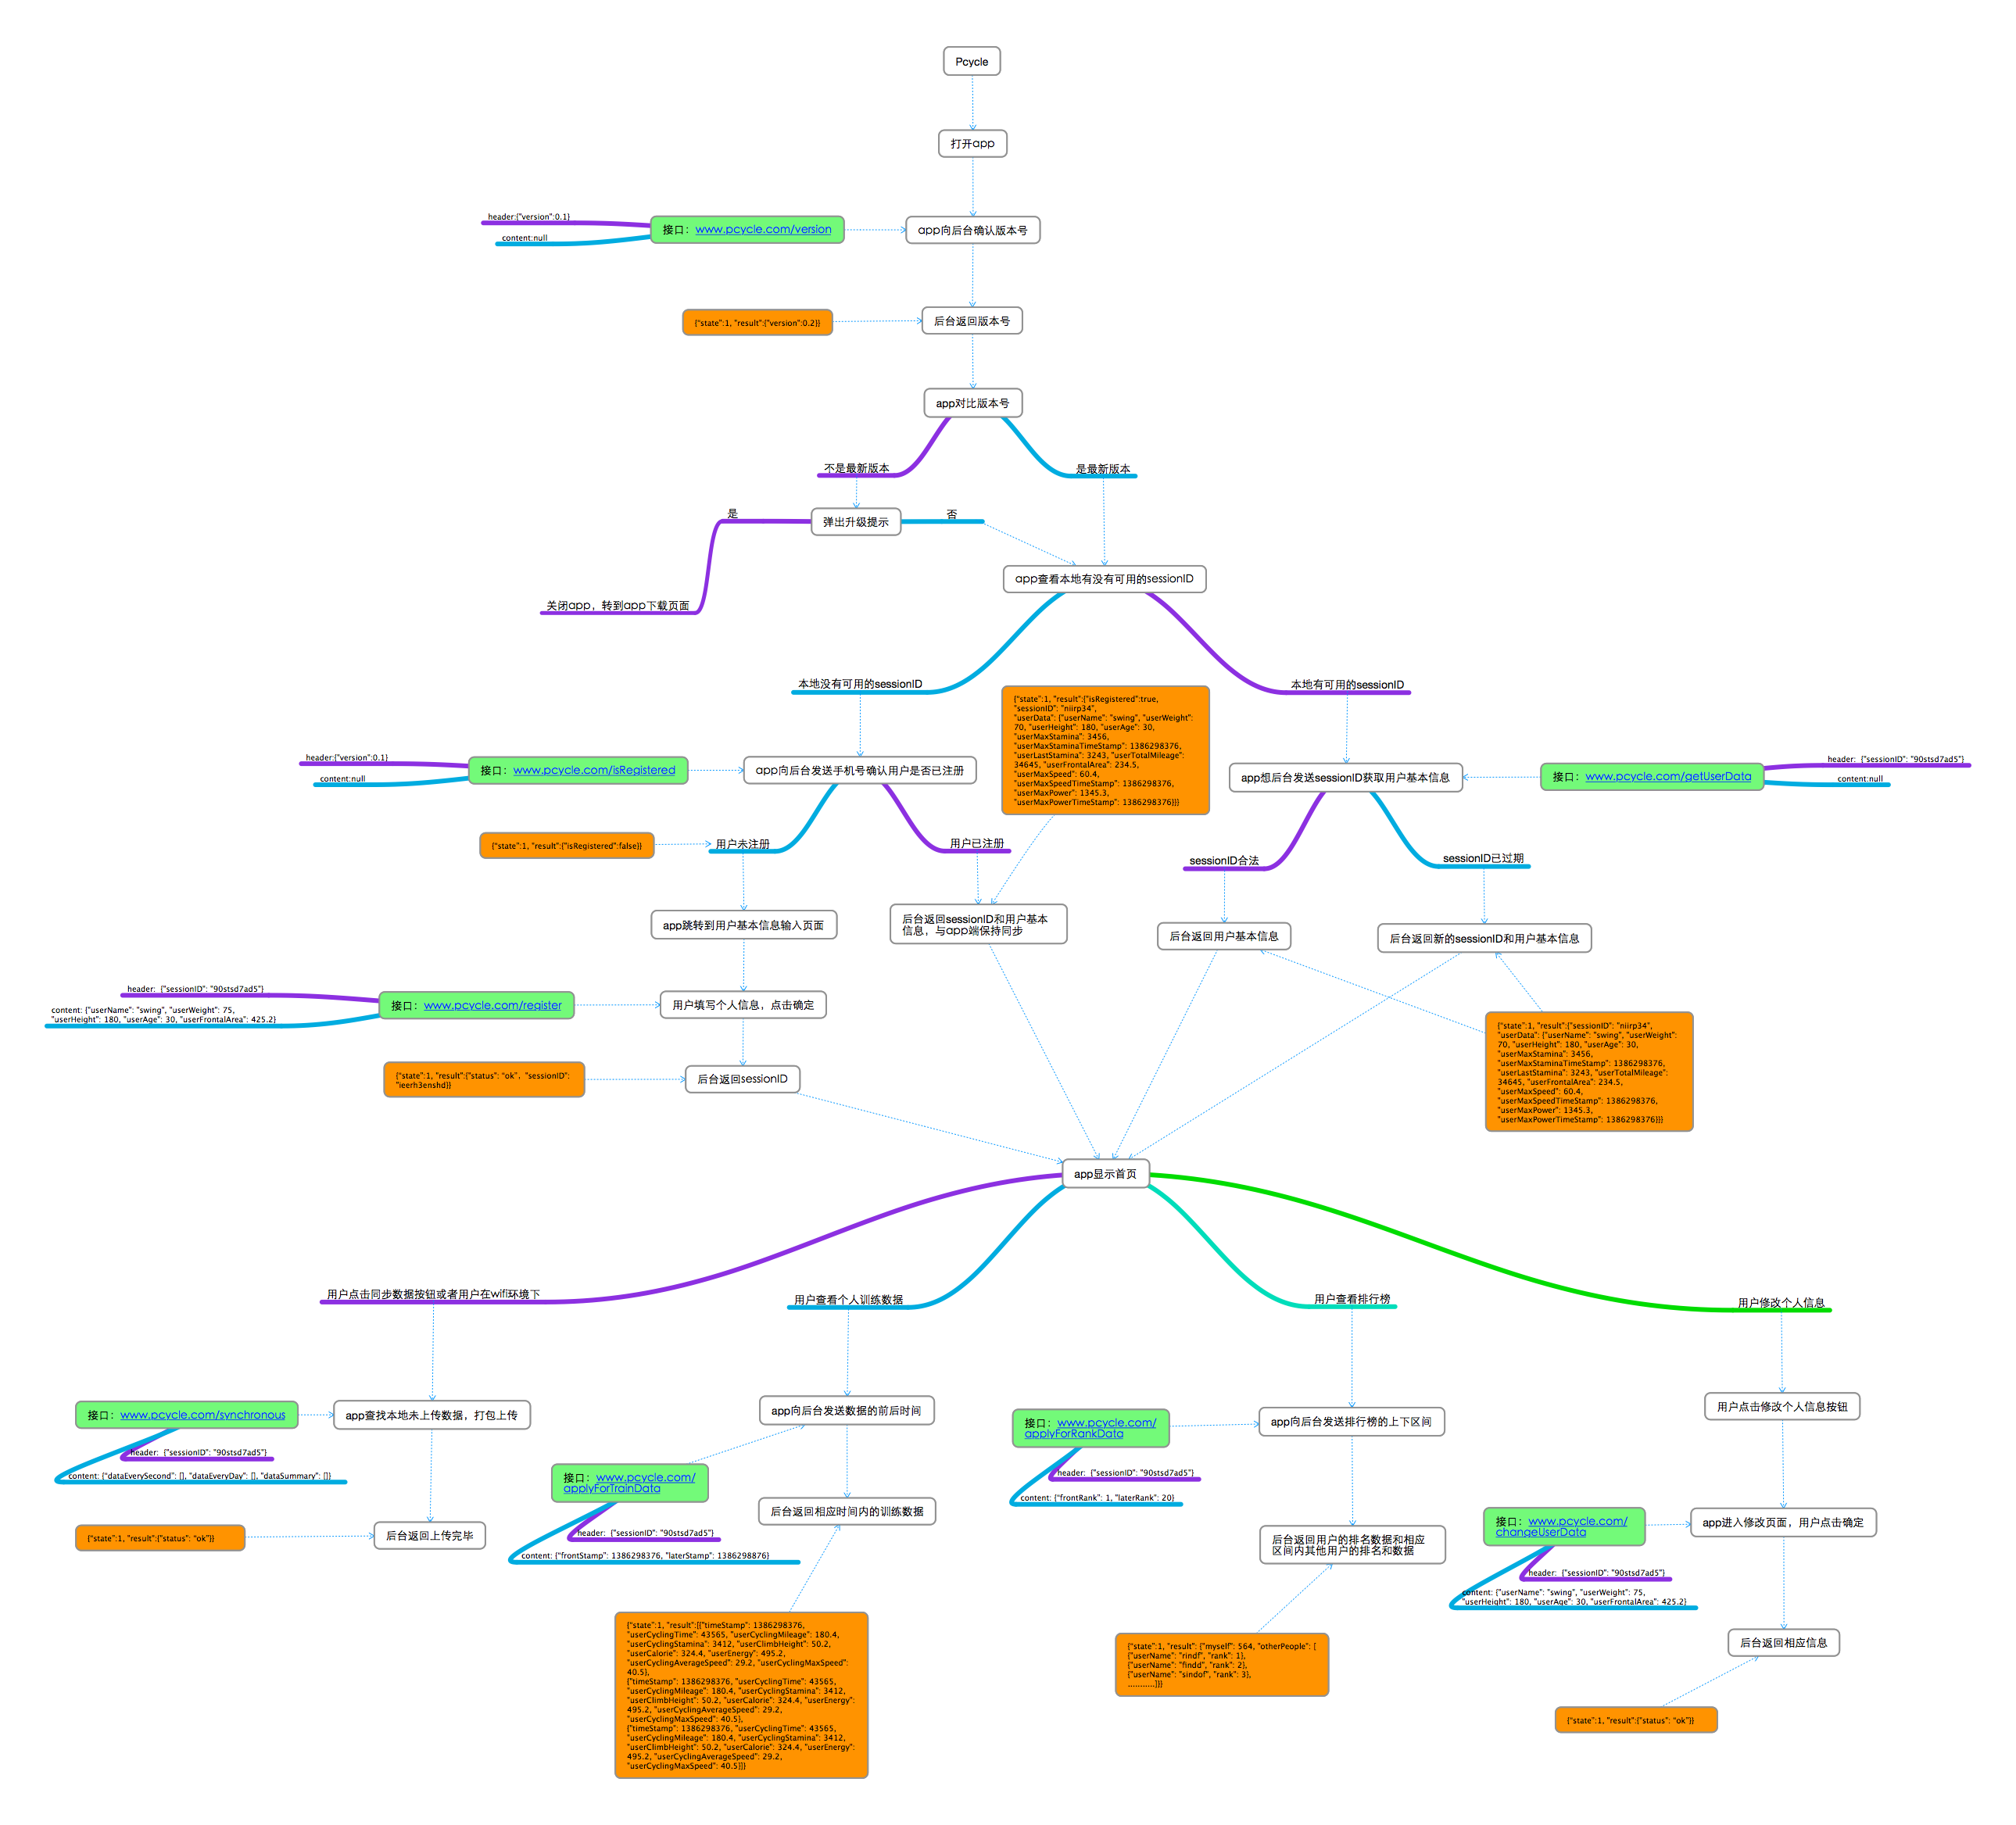 Pcycle
打开app
header:{"version":0.1}
content:null
接口：www.pcycle.com/version
app向后台确认版本号
{"state":1, "result":{"version":0.2}}
后台返回版本号
app对比版本号
不是最新版本
是最新版本
是
弹出升级提示
否
关闭app，转到app下载页面
app查看本地有没有可用的sessionID
本地没有可用的sessionID
本地有可用的sessionID
{"state":1, "result":{"isRegistered":true,
"sessionID": "niirp34",
"userData": {"userName": "swing", "userWeight":
70, "userHeight": 180, "userAge": 30,
"userMaxStamina": 3456,
"userMaxStaminaTimeStamp": 1386298376,
"userLastStamina": 3243, "userTotalMileage":
34645, "userFrontalArea": 234.5,
"userMaxSpeed": 60.4,
"userMaxSpeedTimeStamp": 1386298376,
"userMaxPower": 1345.3,
"userMaxPowerTimeStamp": 1386298376}}}
header:{"version":0.1}
content:null
接口：www.pcycle.com/isRegistered
app向后台发送手机号确认用户是否已注册
app想后台发送sessionID获取用户基本信息
接口：www.pcycle.com/getUserData
header:  {"sessionID": "90stsd7ad5"}
content:null
{"state":1, "result":{"isRegistered":false}}
用户未注册
用户已注册
sessionID合法
sessionID已过期
app跳转到用户基本信息输入页面
后台返回sessionID和用户基本
信息，与app端保持同步
后台返回用户基本信息
后台返回新的sessionID和用户基本信息
header:  {"sessionID": "90stsd7ad5"}
content: {"userName": "swing", "userWeight": 75,
"userHeight": 180, "userAge": 30, "userFrontalArea": 425.2}
接口：www.pcycle.com/register
用户填写个人信息，点击确定
{"state":1, "result":{"status": "ok", "sessionID":
"ieerh3enshd}}
后台返回sessionID
{"state":1, "result":{"sessionID": "niirp34",
"userData": {"userName": "swing", "userWeight":
70, "userHeight": 180, "userAge": 30,
"userMaxStamina": 3456,
"userMaxStaminaTimeStamp": 1386298376,
"userLastStamina": 3243, "userTotalMileage":
34645, "userFrontalArea": 234.5,
"userMaxSpeed": 60.4,
"userMaxSpeedTimeStamp": 1386298376,
"userMaxPower": 1345.3,
"userMaxPowerTimeStamp": 1386298376}}}
app显示首页
用户点击同步数据按钮或者用户在wifi环境下
用户查看个人训练数据
用户查看排行榜
用户修改个人信息
接口：www.pcycle.com/synchronous
app查找本地未上传数据，打包上传
header:  {"sessionID": "90stsd7ad5"}
content: {"dataEverySecond": [], "dataEveryDay": [], "dataSummary": []}
{"state":1, "result":{"status": "ok"}}
后台返回上传完毕
app向后台发送数据的前后时间
接口：www.pcycle.com/
applyForTrainData
header:  {"sessionID": "90stsd7ad5"}
content: {"frontStamp": 1386298376, "laterStamp": 1386298876}
后台返回相应时间内的训练数据
{"state":1, "result":[{"timeStamp": 1386298376,
"userCyclingTime": 43565, "userCyclingMileage": 180.4,
"userCyclingStamina": 3412, "userClimbHeight": 50.2,
"userCalorie": 324.4, "userEnergy": 495.2,
"userCyclingAverageSpeed": 29.2, "userCyclingMaxSpeed":
40.5},
{"timeStamp": 1386298376, "userCyclingTime": 43565,
"userCyclingMileage": 180.4, "userCyclingStamina": 3412,
"userClimbHeight": 50.2, "userCalorie": 324.4, "userEnergy":
495.2, "userCyclingAverageSpeed": 29.2,
"userCyclingMaxSpeed": 40.5},
{"timeStamp": 1386298376, "userCyclingTime": 43565,
"userCyclingMileage": 180.4, "userCyclingStamina": 3412,
"userClimbHeight": 50.2, "userCalorie": 324.4, "userEnergy":
495.2, "userCyclingAverageSpeed": 29.2,
"userCyclingMaxSpeed": 40.5}]}
接口：www.pcycle.com/
applyForRankData
app向后台发送排行榜的上下区间
header:  {"sessionID": "90stsd7ad5"}
content: {"frontRank": 1, "laterRank": 20}
后台返回用户的排名数据和相应
区间内其他用户的排名和数据
{"state":1, "result": {"myself": 564, "otherPeople": [
{"userName": "rindf", "rank": 1},
{"userName": "findd", "rank": 2},
{"userName": "sindof", "rank": 3},
............]}}
用户点击修改个人信息按钮
接口：www.pcycle.com/
changeUserData
app进入修改页面，用户点击确定
header:  {"sessionID": "90stsd7ad5"}
content: {"userName": "swing", "userWeight": 75,
"userHeight": 180, "userAge": 30, "userFrontalArea": 425.2}
后台返回相应信息
{"state":1, "result":{"status": "ok"}}